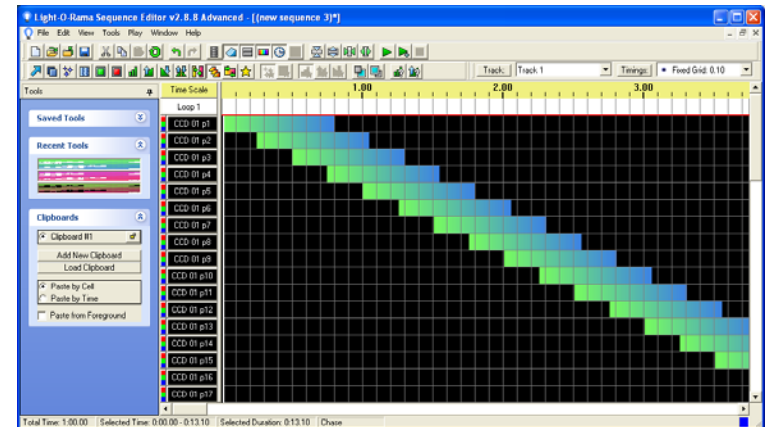 Light-O-Rama Sequence Editor v2.8.8 Advanced - [(new sequence 3)*]
File Edit View Tools Play Window Help
Track: Track 1 Timings: Fixed Grid: 0.10
Tools Time Scale 1.00 2.00 3.00
Loop 1
Saved Tools
Recent Tools
Clipboards
Clipboard #1
Add New Clipboard
Load Clipboard
Paste by Cell
Paste by Time
Paste from Foreground
CCD 01 p1
CCD 01 p2
CCD 01 p3
CCD 01 p4
CCD 01 p5
CCD 01 p6
CCD 01 p7
CCD 01 p8
CCD 01 p9
CCD 01 p10
CCD 01 p11
CCD 01 p12
CCD 01 p13
CCD 01 p14
CCD 01 p15
CCD 01 p16
CCD 01 p17
Total Time: 1:00.00 Selected Time: 0:00.00 - 0:13.10 Selected Duration: 0:13.10 Chase